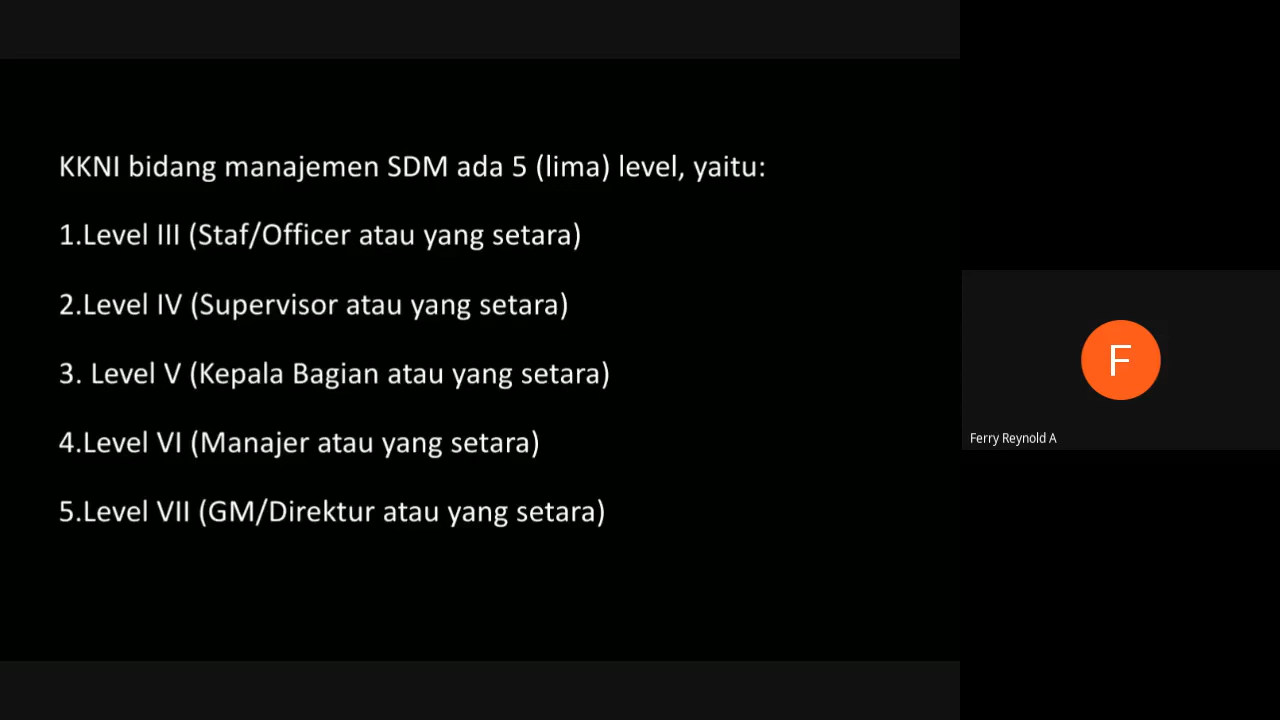 KKNI bidang manajemen SDM ada 5 (lima) level, yaitu:
1.Level III (Staf/Officer atau yang setara)
2.Level IV (Supervisor atau yang setara)
3. Level V (Kepala Bagian atau yang setara)
4.Level VI (Manajer atau yang setara)
5.Level VII (GM/Direktur atau yang setara)
F
Ferry Reynold A